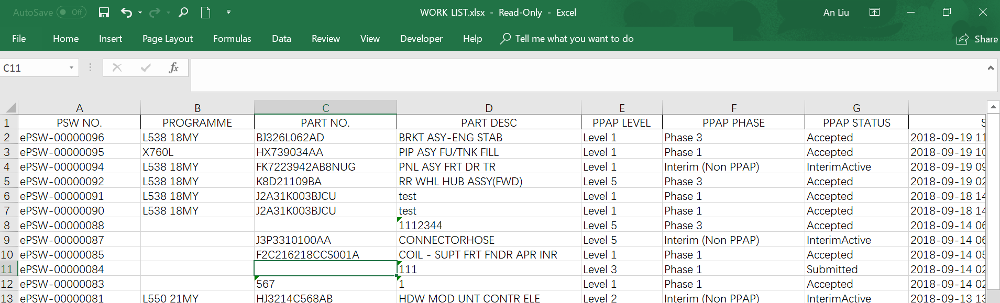 AutoSave Off WORK_LIST.xlsx - Read-Only - Excel An Liu
File Home Insert Page Layout Formulas Data Review View Developer Help Tell me what you want to do Share
C11 fx
A B C D E F G
1 PSW NO. PROGRAMME PART NO. PART DESC PPAP LEVEL PPAP PHASE PPAP STATUS S
2 ePSW-00000096 L538 18MY BJ326L062AD BRKT ASY-ENG STAB Level 1 Phase 3 Accepted 2018-09-19 11
3 ePSW-00000095 X760L HX739034AA PIP ASY FU/TNK FILL Level 1 Phase 1 Accepted 2018-09-19 10
4 ePSW-00000094 L538 18MY FK7223942AB8NUG PNL ASY FRT DR TR Level 1 Interim (Non PPAP) InterimActive 2018-09-19 09
5 ePSW-00000092 L538 18MY K8D21109BA RR WHL HUB ASSY(FWD) Level 5 Phase 3 Accepted 2018-09-19 02
6 ePSW-00000091 L538 18MY J2A31K003BJCU test Level 1 Phase 1 Accepted 2018-09-18 14
7 ePSW-00000090 L538 18MY J2A31K003BJCU test Level 1 Phase 1 Accepted 2018-09-18 14
8 ePSW-00000088 1112344 Level 5 Phase 3 Accepted 2018-09-14 06
9 ePSW-00000087 J3P3310100AA CONNECTORHOSE Level 5 Interim (Non PPAP) InterimActive 2018-09-14 06
10 ePSW-00000085 F2C216218CCS001A COIL - SUPT FRT FNDR APR INR Level 1 Phase 1 Accepted 2018-09-14 05
11 ePSW-00000084 111 Level 3 Phase 1 Submitted 2018-09-14 02
12 ePSW-00000083 567 1 Level 1 Phase 1 Accepted 2018-09-14 02
13 ePSW-00000081 L550 21MY HJ3214C568AB HDW MOD UNT CONTR ELE Level 2 Interim (Non PPAP) InterimActive 2018-09-13 13